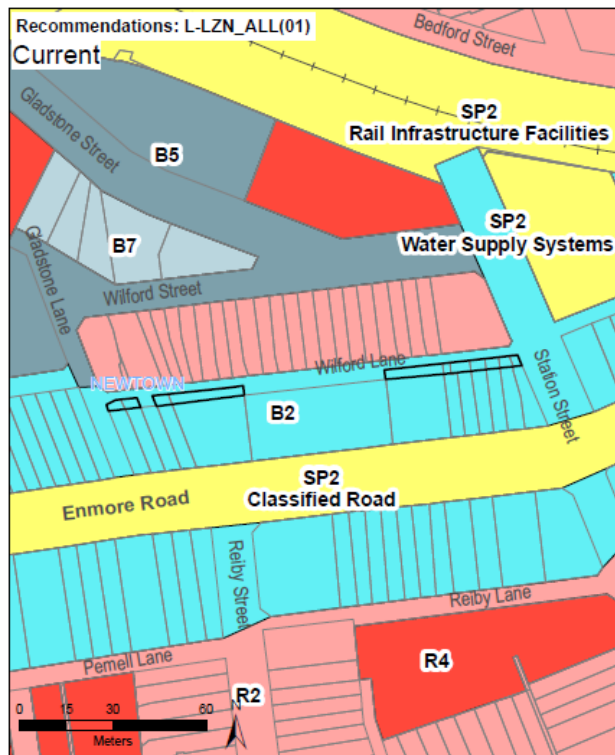 Recommendations: L-LZN_ALL(01)
Current
Bedford Street
SP2
Rail Infrastructure Facilities
Gladstone Street
B5
SP2
Water Supply Systems
B7
Gladstone Lane
Wilford Street
Wilford Lane
Station Street
NEWTOWN
B2
SP2
Classified Road
Enmore Road
Reiby Street
Reiby Lane
Pemell Lane
R4
R2
N
0 15 30 60
Meters